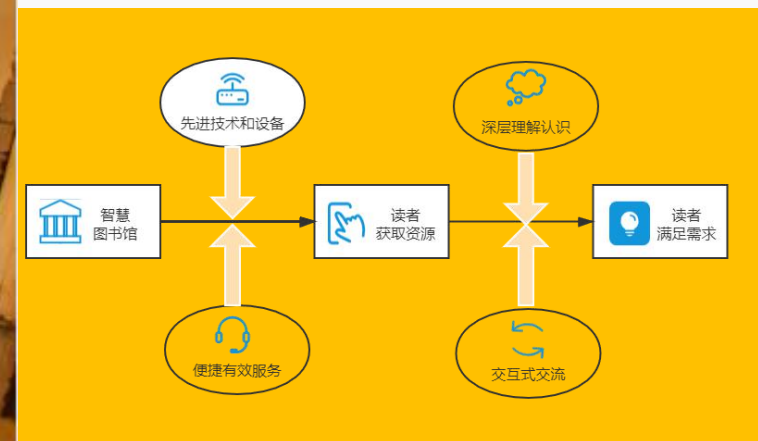 先进技术和设备
深层理解认识
智慧
图书馆
读者
获取资源
读者
满足需求
便捷有效服务
交互式交流